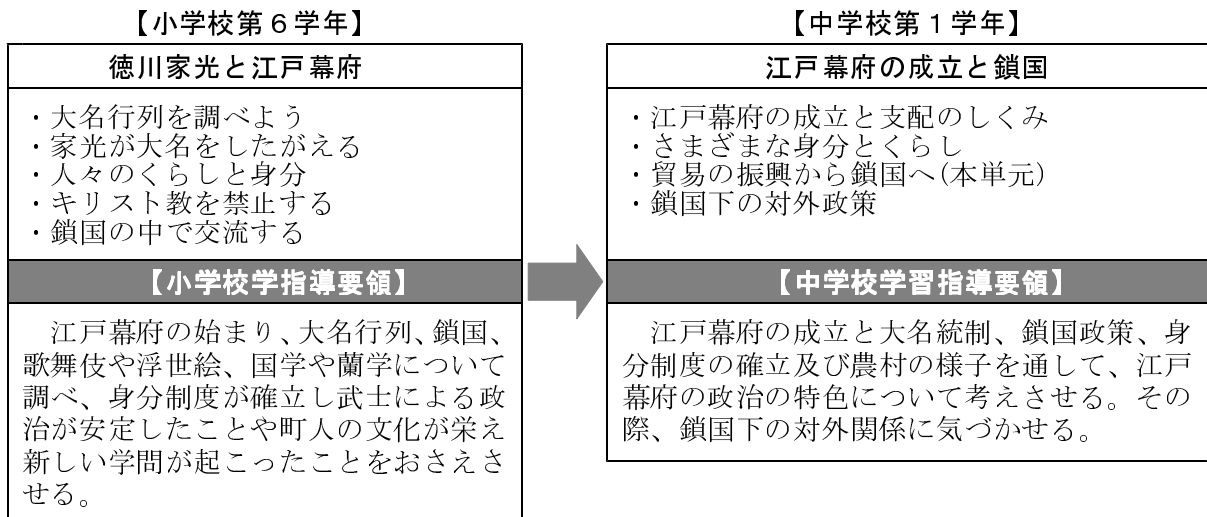 【小学校第６学年】
徳川家光と江戸幕府
・大名行列を調べよう
・家光が大名をしたがえる
・人々のくらしと身分
・キリスト教を禁止する
・鎖国の中で交流する
【小学校学指導要領】
　江戸幕府の始まり、大名行列、鎖国、
歌舞伎や浮世絵、国学や蘭学について
調べ、身分制度が確立し武士による政
治が安定したことや町人の文化が栄え
新しい学問が起こったことをおさえさ
せる。
【中学校第１学年】
江戸幕府の成立と鎖国
・江戸幕府の成立と支配のしくみ
・さまざまな身分とくらし
・貿易の振興から鎖国へ(本単元)
・鎖国下の対外政策
【中学校学習指導要領】
　江戸幕府の成立と大名統制、鎖国政策、身
分制度の確立及び農村の様子を通して、江戸
幕府の政治の特色について考えさせる。その
際、鎖国下の対外関係に気づかせる。